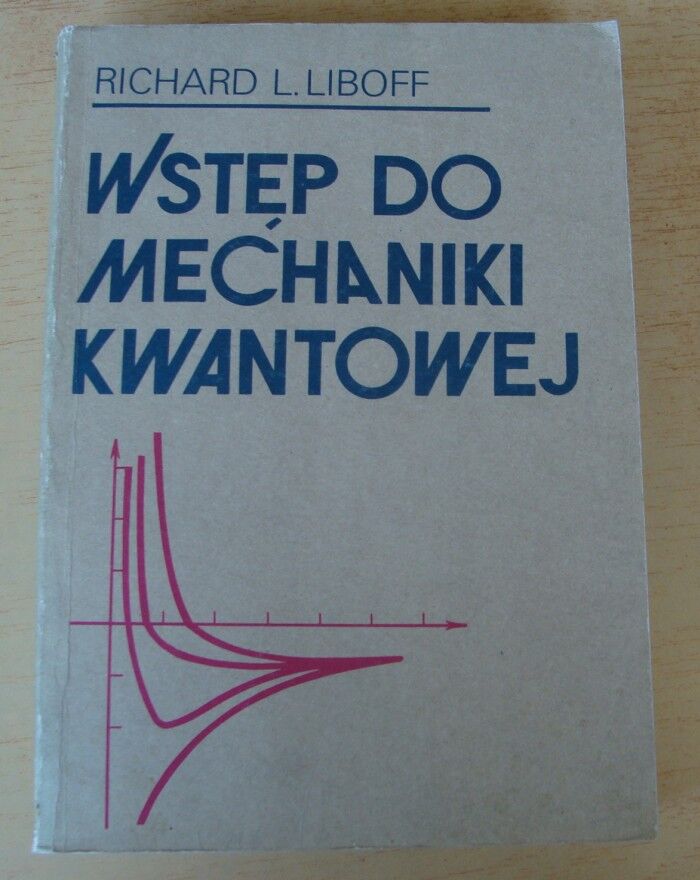 RICHARD L. LIBOFF
WSTĘP DO
MECHANIKI
KWANTOWEJ